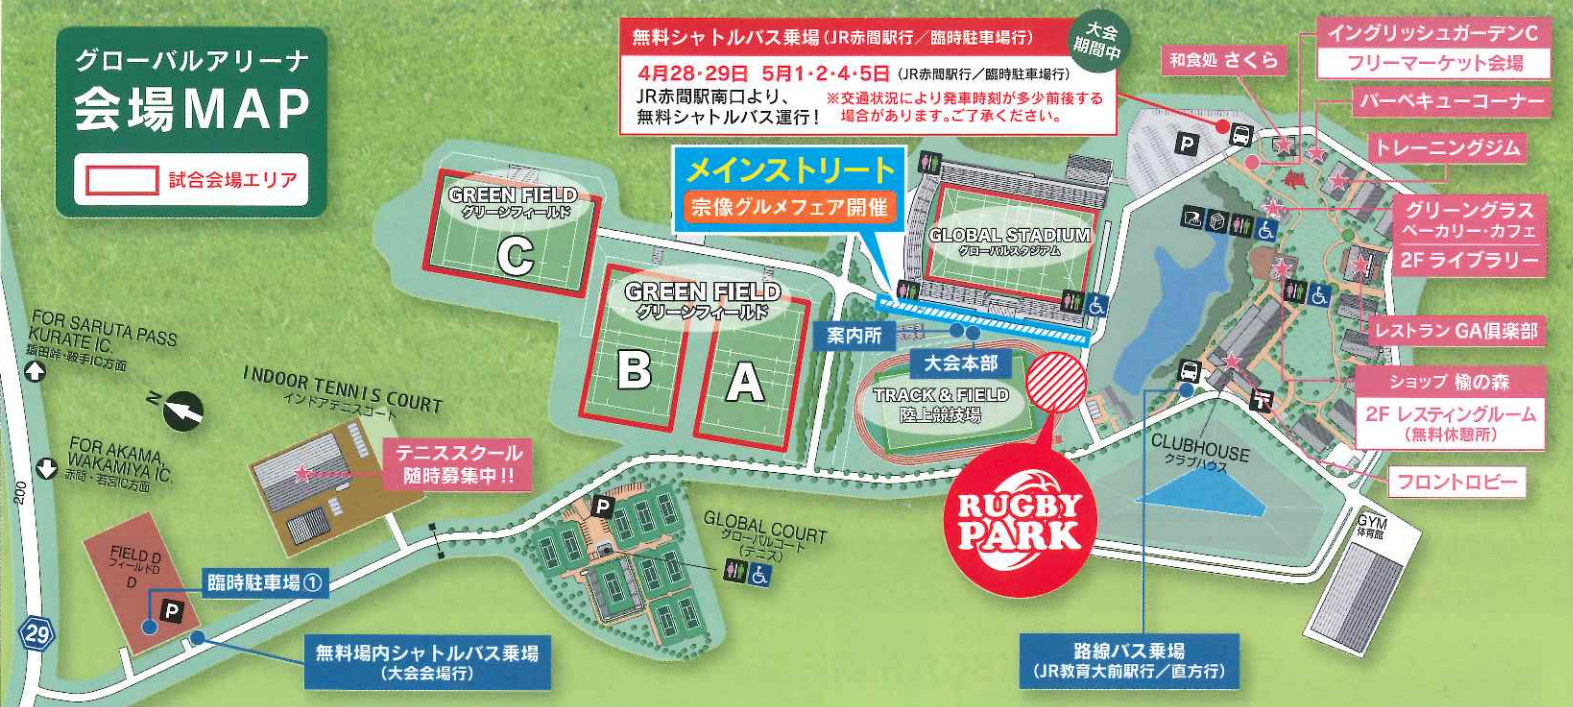 グローバルアリーナ
会場MAP
試合会場エリア
無料シャトルバス乗場(JR赤間駅行／臨時駐車場行)
大会
期間中
4月28・29日 5月1・2・4・5日 (JR赤間駅行／臨時駐車場行)
JR赤間駅南口より、
無料シャトルバス運行!
※交通状況により発車時刻が多少前後する
場合があります。ご了承ください。
和食処 さくら
イングリッシュガーデンC
フリーマーケット会場
バーベキューコーナー
トレーニングジム
グリーングラス
ベーカリー・カフェ
2F ライブラリー
レストラン GA倶楽部
ショップ 楡の森
2F レスティングルーム
(無料休憩所)
フロントロビー
メインストリート
宗像グルメフェア開催
P
GREEN FIELD
グリーンフィールド
C
GREEN FIELD
グリーンフィールド
B
A
GLOBAL STADIUM
グローバルスタジアム
案内所
大会本部
TRACK & FIELD
陸上競技場
RUGBY
PARK
CLUBHOUSE
クラブハウス
GYM
体育館
FOR SARUTA PASS
KURATE IC.
猿田峠・鞍手IC方面
N
INDOOR TENNIS COURT
インドアテニスコート
テニススクール
随時募集中!!
FOR AKAMA,
WAKAMIYA IC.
赤間・若宮IC方面
200
P
GLOBAL COURT
グローバルコート
(テニス)
FIELD D
フィールドD
D
臨時駐車場①
P
29
無料場内シャトルバス乗場
(大会会場行)
路線バス乗場
(JR教育大前駅行／直方行)